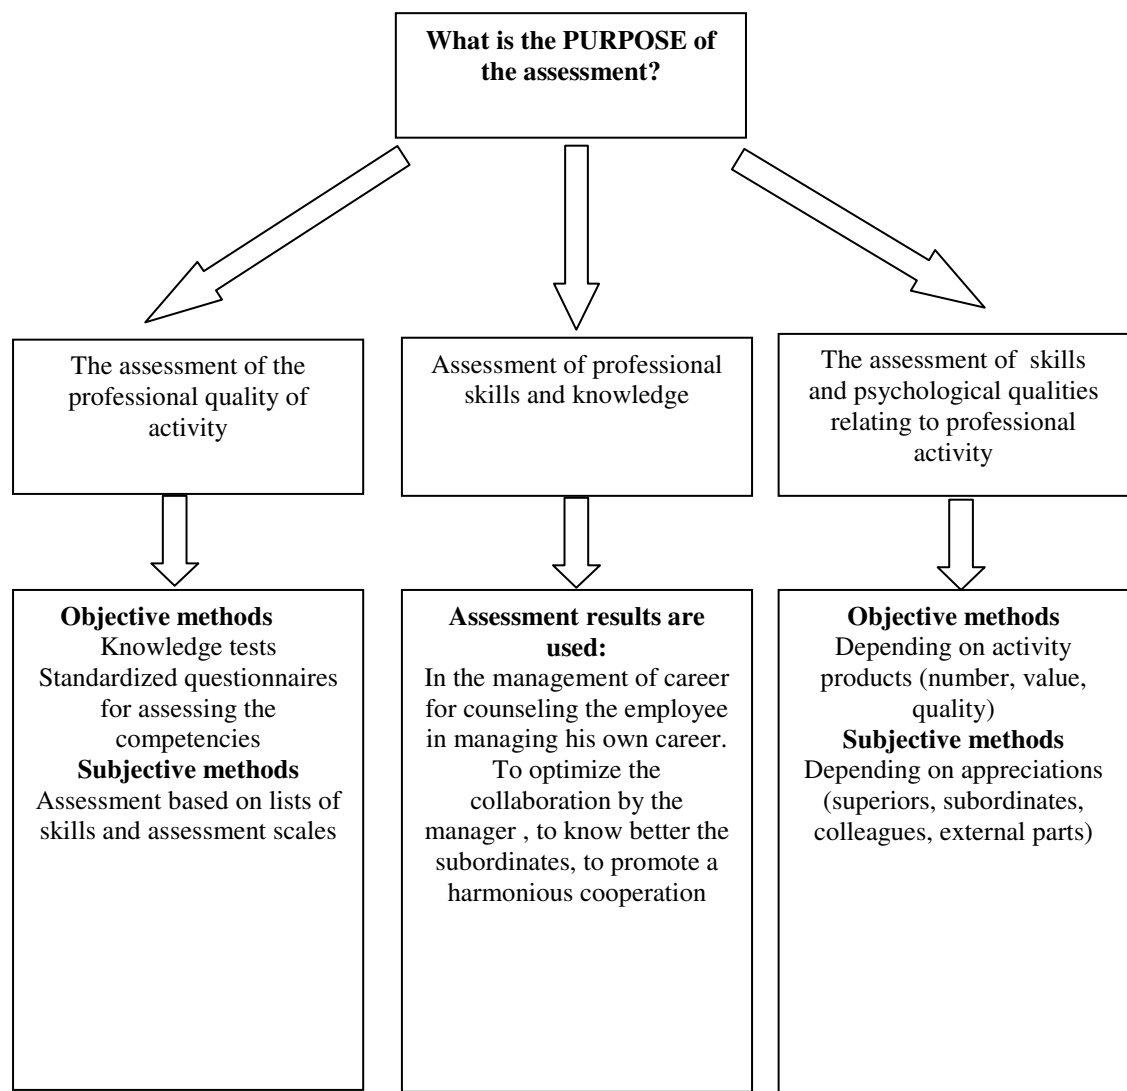 What is the PURPOSE of
the assessment?
The assessment of the
professional quality of
activity
Assessment of professional
skills and knowledge
The assessment of  skills
and psychological qualities
relating to professional
activity
Objective methods
Knowledge tests
Standardized questionnaires
for assessing the
competencies
Subjective methods
Assessment based on lists of
skills and assessment scales
Assessment results are
used:
In the management of career
for counseling the employee
in managing his own career.
To optimize the
collaboration by the
manager , to know better the
subordinates, to promote a
harmonious cooperation
Objective methods
Depending on activity
products (number, value,
quality)
Subjective methods
Depending on appreciations
(superiors, subordinates,
colleagues, external parts)